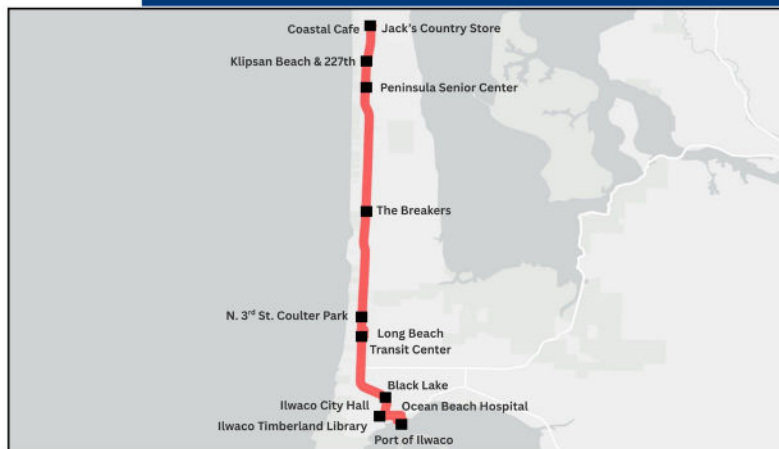 Coastal Cafe
Jack's Country Store
Klipsan Beach & 227th
Peninsula Senior Center
The Breakers
N. 3rd St. Coulter Park
Long Beach
Transit Center
Black Lake
Ilwaco City Hall
Ocean Beach Hospital
Ilwaco Timberland Library
Port of Ilwaco